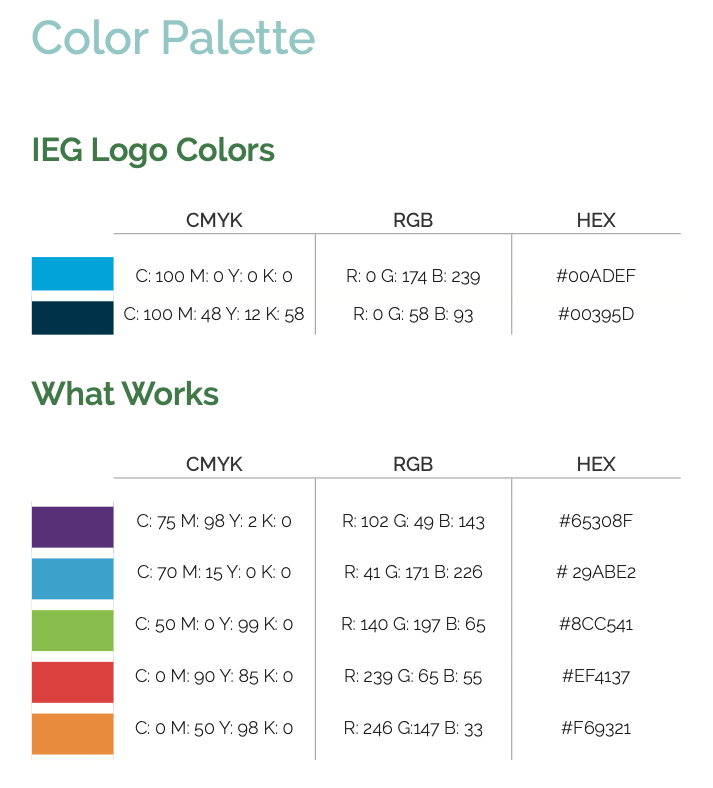 Color Palette
IEG Logo Colors
CMYK RGB HEX
C: 100 M: 0 Y: 0 K: 0 R: 0 G: 174 B: 239 #00ADEF
C: 100 M: 48 Y: 12 K: 58 R: 0 G: 58 B: 93 #00395D
What Works
CMYK RGB HEX
C: 75 M: 98 Y: 2 K: 0 R: 102 G: 49 B: 143 #65308F
C: 70 M: 15 Y: 0 K: 0 R: 41 G: 171 B: 226 # 29ABE2
C: 50 M: 0 Y: 99 K: 0 R: 140 G: 197 B: 65 #8CC541
C: 0 M: 90 Y: 85 K: 0 R: 239 G: 65 B: 55 #EF4137
C: 0 M: 50 Y: 98 K: 0 R: 246 G:147 B: 33 #F69321